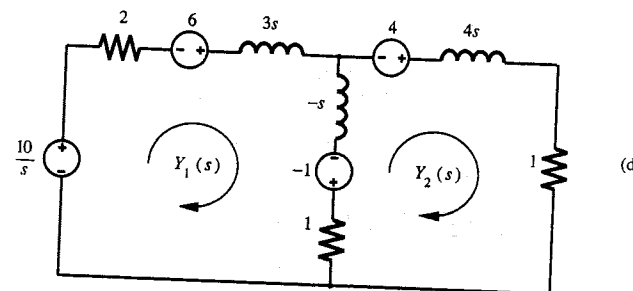 2
6
3s
4
4s
-s
10
s
+
-
- +
- +
Y₁ (s)
-1
-
+
Y₂ (s)
1
1
(d